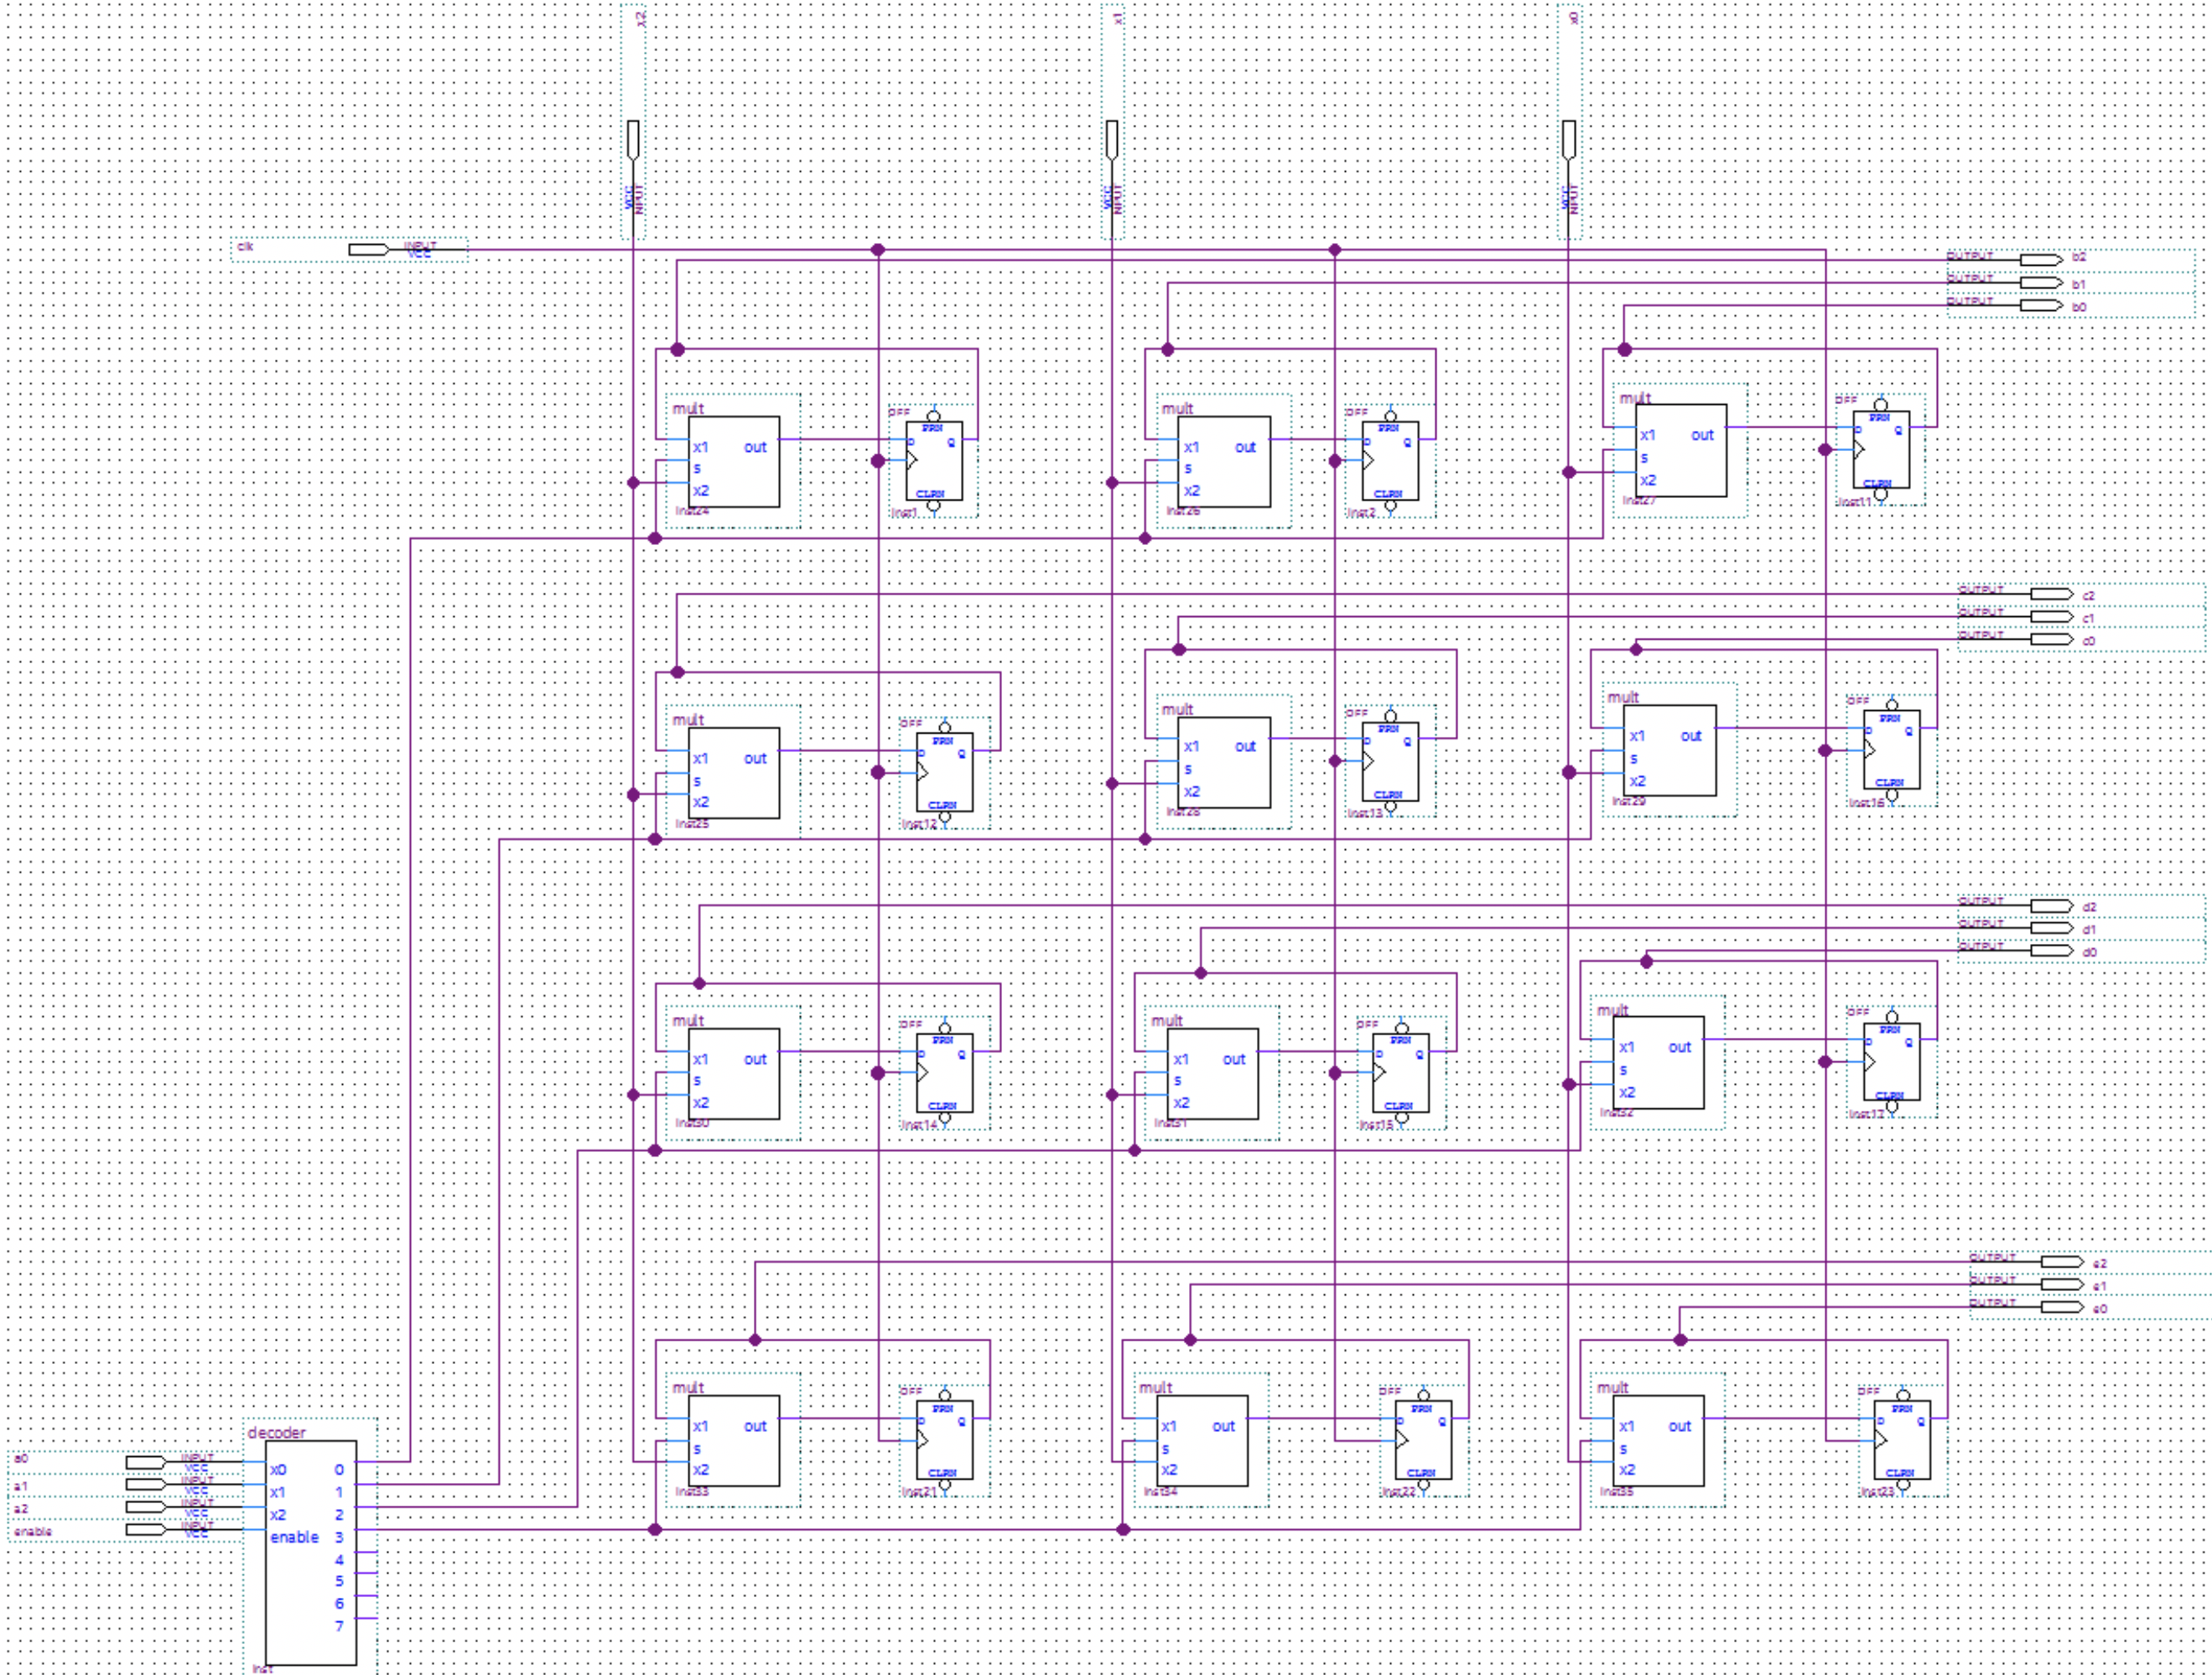 x2 x1 x0
VCC INPUT VCC INPUT VCC INPUT
clk INPUT VCC
OUTPUT b2
OUTPUT b1
OUTPUT b0
mult DFF mult DFF mult DFF
x1 out D PRN Q x1 out D PRN Q x1 out D PRN Q
s s s
x2 CLRN x2 CLRN x2 CLRN
inst24 inst1 inst26 inst2 inst27 inst11
OUTPUT c2
OUTPUT c1
OUTPUT c0
mult DFF mult DFF mult DFF
x1 out D PRN Q x1 out D PRN Q x1 out D PRN Q
s s s
x2 CLRN x2 CLRN x2 CLRN
inst25 inst12 inst28 inst13 inst29 inst16
OUTPUT d2
OUTPUT d1
OUTPUT d0
mult DFF mult DFF mult DFF
x1 out D PRN Q x1 out D PRN Q x1 out D PRN Q
s s s
x2 CLRN x2 CLRN x2 CLRN
inst30 inst14 inst31 inst15 inst32 inst17
OUTPUT e2
OUTPUT e1
OUTPUT e0
mult DFF mult DFF mult DFF
x1 out D PRN Q x1 out D PRN Q x1 out D PRN Q
s s s
x2 CLRN x2 CLRN x2 CLRN
inst33 inst21 inst34 inst22 inst35 inst23
decoder
a0 INPUT VCC x0 0
a1 INPUT VCC x1 1
a2 INPUT VCC x2 2
enable INPUT VCC enable 3
4
5
6
7
inst